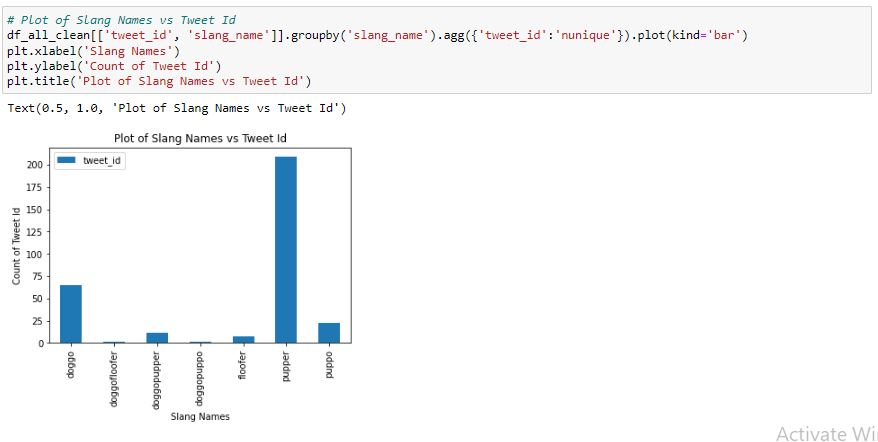 # Plot of Slang Names vs Tweet Id
df_all_clean[['tweet_id', 'slang_name']].groupby('slang_name').agg({'tweet_id':'nunique'}).plot(kind='bar')
plt.xlabel('Slang Names')
plt.ylabel('Count of Tweet Id')
plt.title('Plot of Slang Names vs Tweet Id')
Text(0.5, 1.0, 'Plot of Slang Names vs Tweet Id')
Plot of Slang Names vs Tweet Id
tweet_id
Count of Tweet Id
200
175
150
125
100
75
50
25
0
doggo
doggofloofer
doggopupper
doggopuppo
floofer
pupper
puppo
Slang Names
Activate Wi